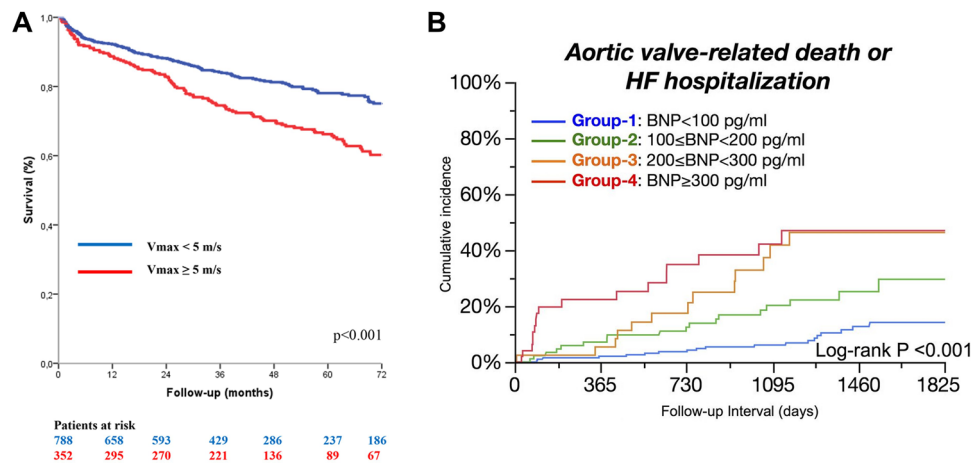 A
1,0
0,8
0,6
0,4
0,2
0,0
Survival (%)
Vmax < 5 m/s
Vmax ≥ 5 m/s
p<0.001
0 12 24 36 48 60 72
Follow-up (months)
Patients at risk
788 658 593 429 286 237 186
352 295 270 221 136 89 67
B
Aortic valve-related death or
HF hospitalization
100%
80%
60%
40%
20%
0%
Cumulative incidence
Group-1: BNP<100 pg/ml
Group-2: 100≤BNP<200 pg/ml
Group-3: 200≤BNP<300 pg/ml
Group-4: BNP≥300 pg/ml
Log-rank P <0.001
0 365 730 1095 1460 1825
Follow-up Interval (days)